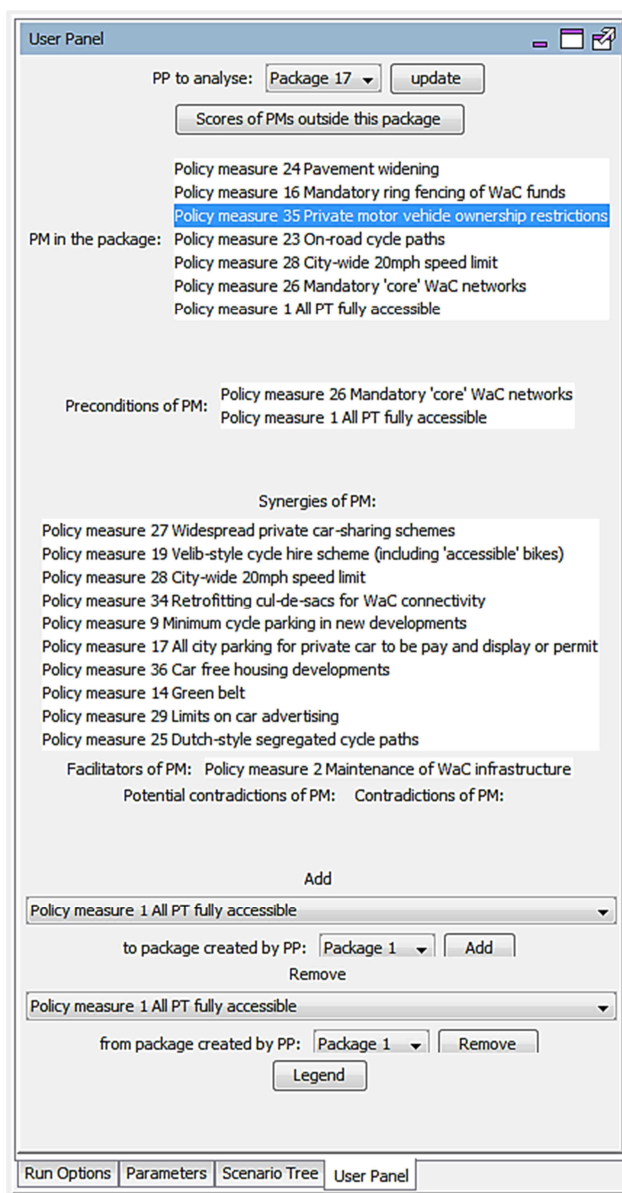 User Panel
PP to analyse: Package 17 update
Scores of PMs outside this package
PM in the package:
Policy measure 24 Pavement widening
Policy measure 16 Mandatory ring fencing of WaC funds
Policy measure 35 Private motor vehicle ownership restrictions
Policy measure 23 On-road cycle paths
Policy measure 28 City-wide 20mph speed limit
Policy measure 26 Mandatory 'core' WaC networks
Policy measure 1 All PT fully accessible
Preconditions of PM:
Policy measure 26 Mandatory 'core' WaC networks
Policy measure 1 All PT fully accessible
Synergies of PM:
Policy measure 27 Widespread private car-sharing schemes
Policy measure 19 Velib-style cycle hire scheme (including 'accessible' bikes)
Policy measure 28 City-wide 20mph speed limit
Policy measure 34 Retrofitting cul-de-sacs for WaC connectivity
Policy measure 9 Minimum cycle parking in new developments
Policy measure 17 All city parking for private car to be pay and display or permit
Policy measure 36 Car free housing developments
Policy measure 14 Green belt
Policy measure 29 Limits on car advertising
Policy measure 25 Dutch-style segregated cycle paths
Facilitators of PM: Policy measure 2 Maintenance of WaC infrastructure
Potential contradictions of PM: Contradictions of PM:
Add
Policy measure 1 All PT fully accessible
to package created by PP: Package 1 Add
Remove
Policy measure 1 All PT fully accessible
from package created by PP: Package 1 Remove
Legend
Run Options Parameters Scenario Tree User Panel